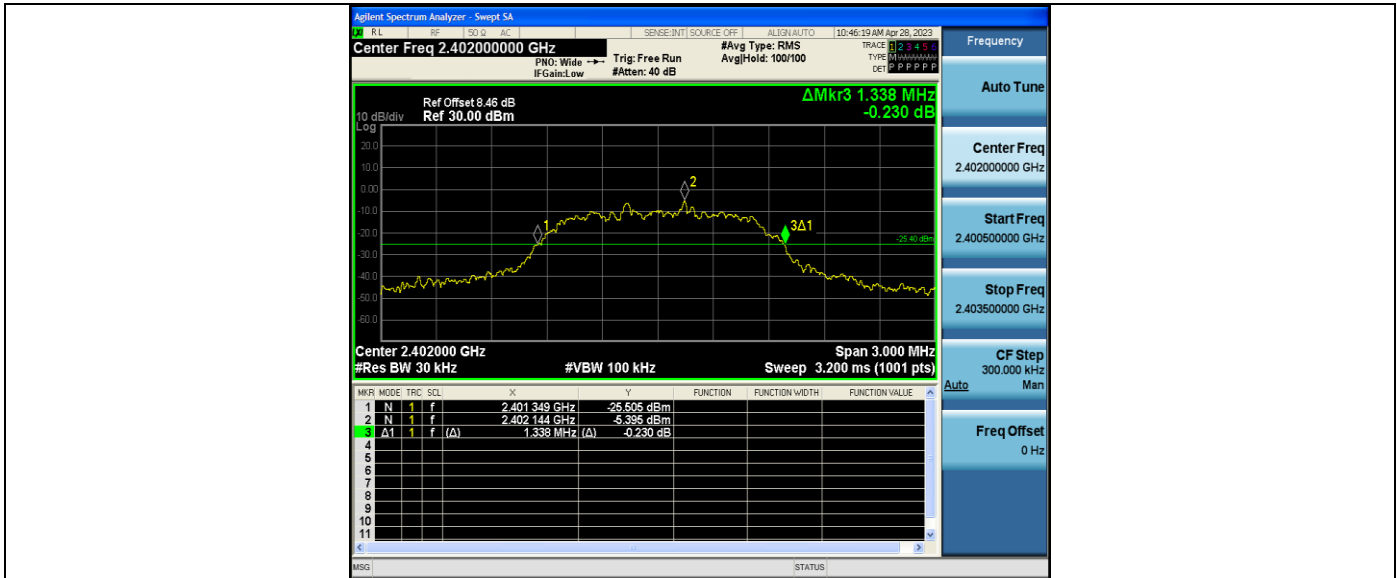 Agilent Spectrum Analyzer - Swept SA
RL RF 50 Ω AC SENSE:INT SOURCE OFF ALIGN AUTO 10:46:19 AM Apr 28, 2023
Center Freq 2.402000000 GHz
PNO: Wide
IFGain:Low
Trig: Free Run
#Atten: 40 dB
#Avg Type: RMS
Avg|Hold: 100/100
TRACE 1 2 3 4 5 6
TYPE M
DET P P P P P P
ΔMkr3 1.338 MHz
-0.230 dB
Ref Offset 8.46 dB
10 dB/div Ref 30.00 dBm
Log
20.0
10.0
0.00
-10.0
-20.0
-30.0
-40.0
-50.0
-60.0
1
2
3Δ1
-25.40 dBm
Center 2.402000 GHz Span 3.000 MHz
#Res BW 30 kHz #VBW 100 kHz Sweep 3.200 ms (1001 pts)
MKR MODE TRC SCL X Y FUNCTION FUNCTION WIDTH FUNCTION VALUE
1 N 1 f 2.401 349 GHz -25.505 dBm
2 N 1 f 2.402 144 GHz -5.395 dBm
3 Δ1 1 f (Δ) 1.338 MHz (Δ) -0.230 dB
4
5
6
7
8
9
10
11
MSG STATUS
Frequency
Auto Tune
Center Freq
2.402000000 GHz
Start Freq
2.400500000 GHz
Stop Freq
2.403500000 GHz
CF Step
300.000 kHz
Auto Man
Freq Offset
0 Hz